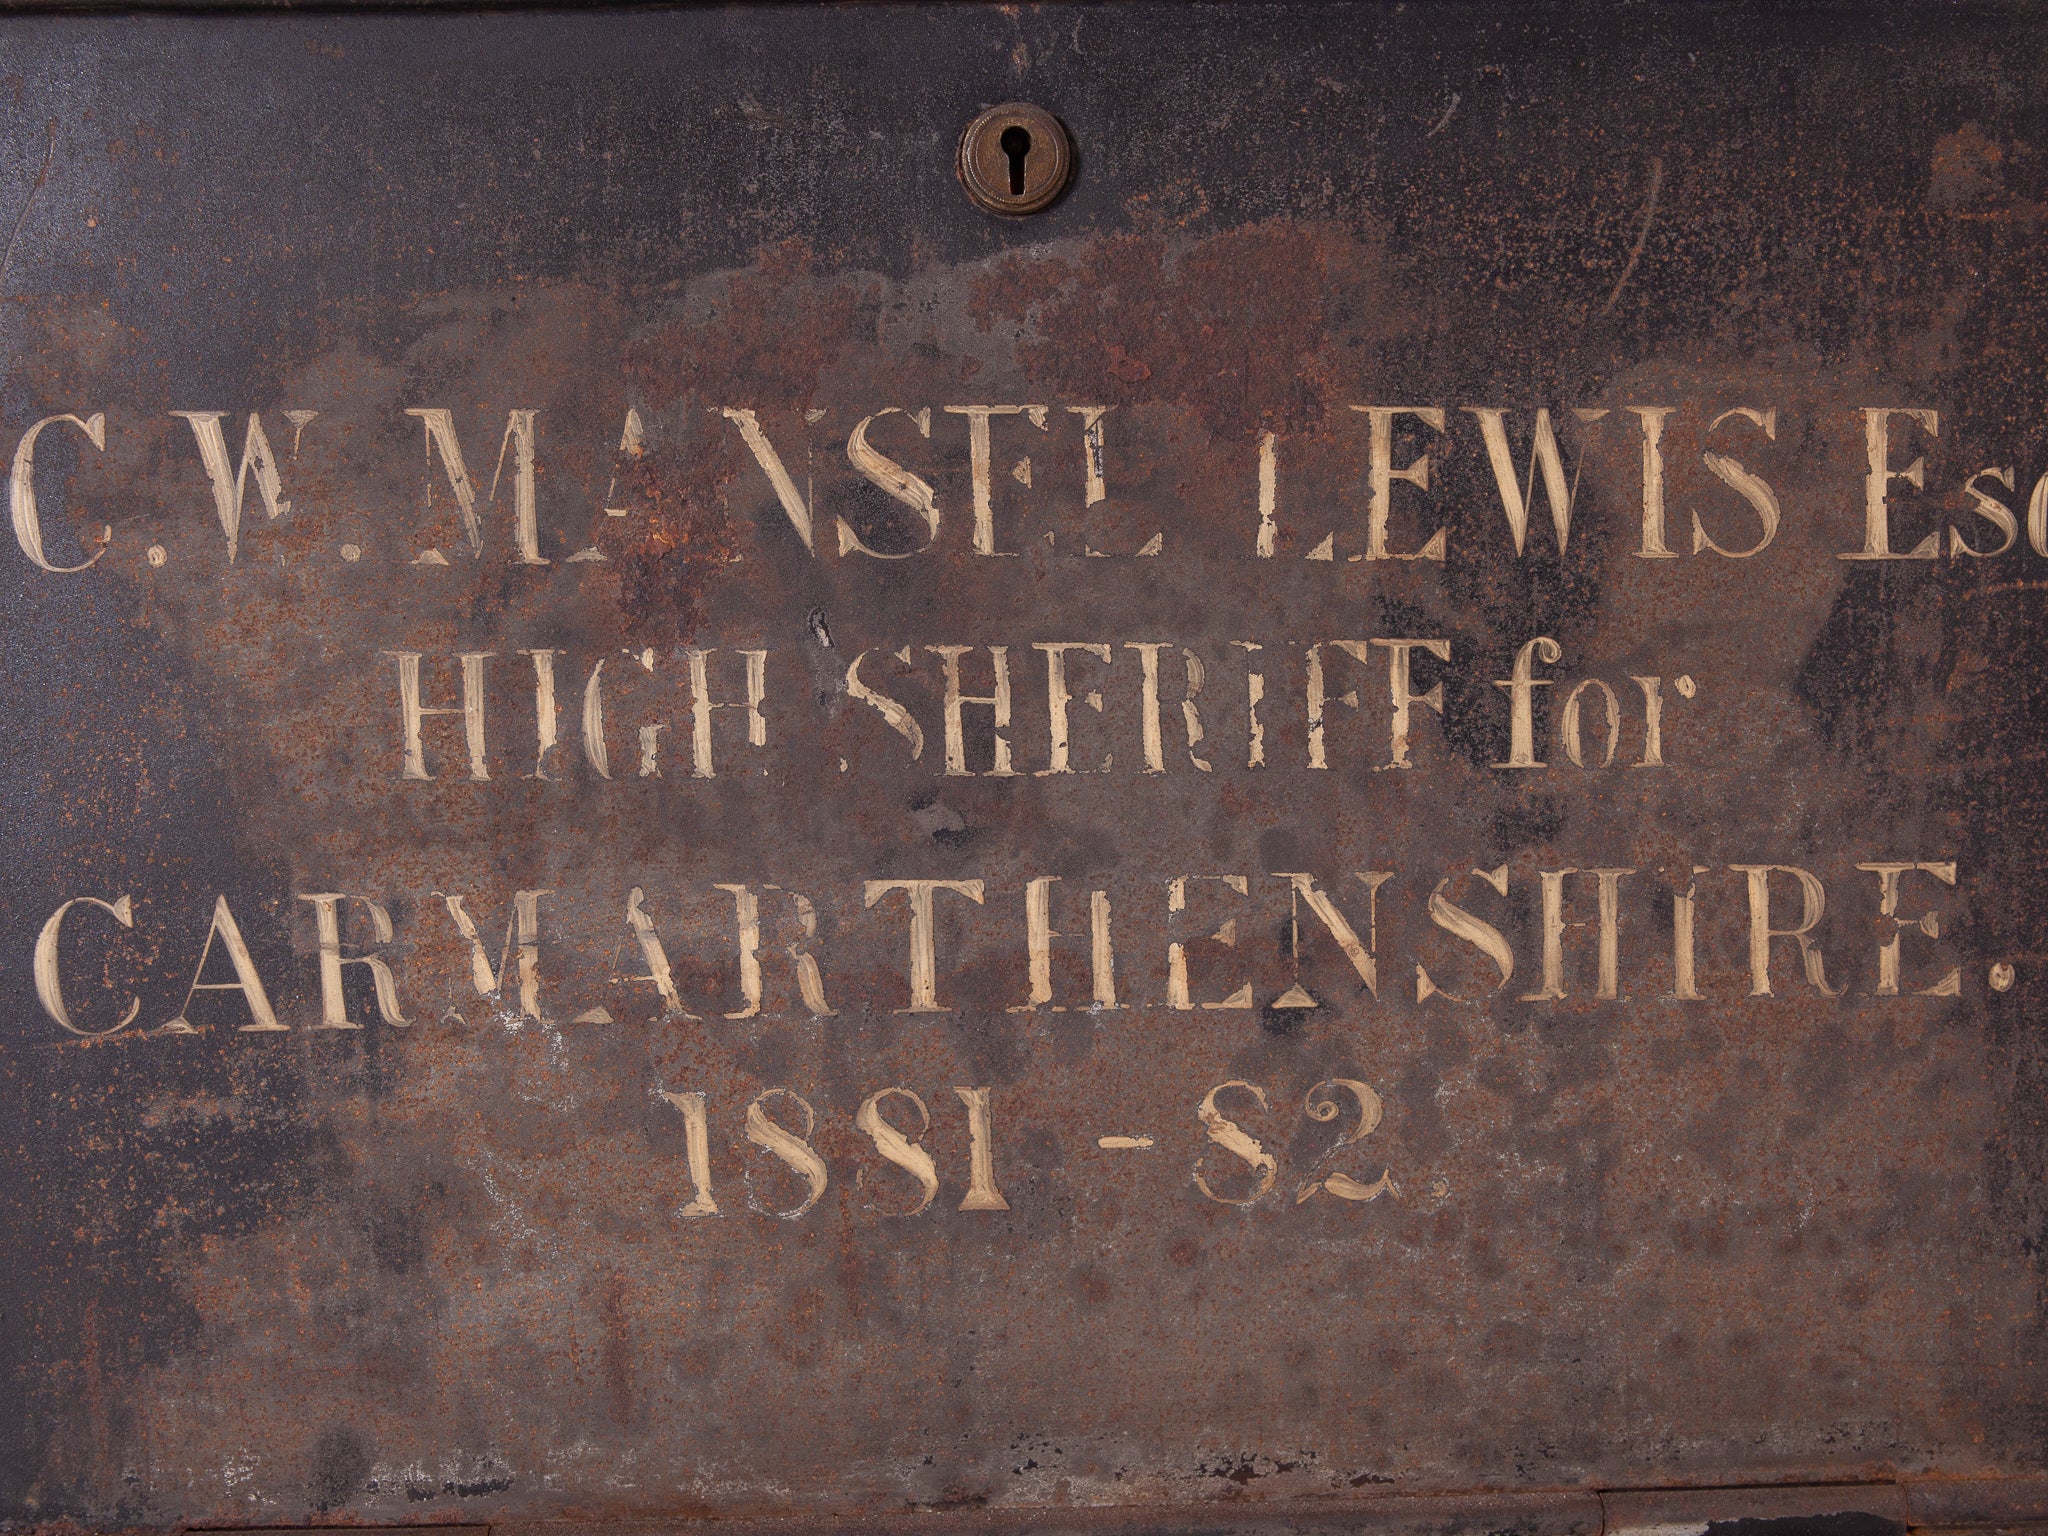 C.W. MANSEL LEWIS Esq
HIGH SHERIFF for
CARMARTHENSHIRE.
1881-82.